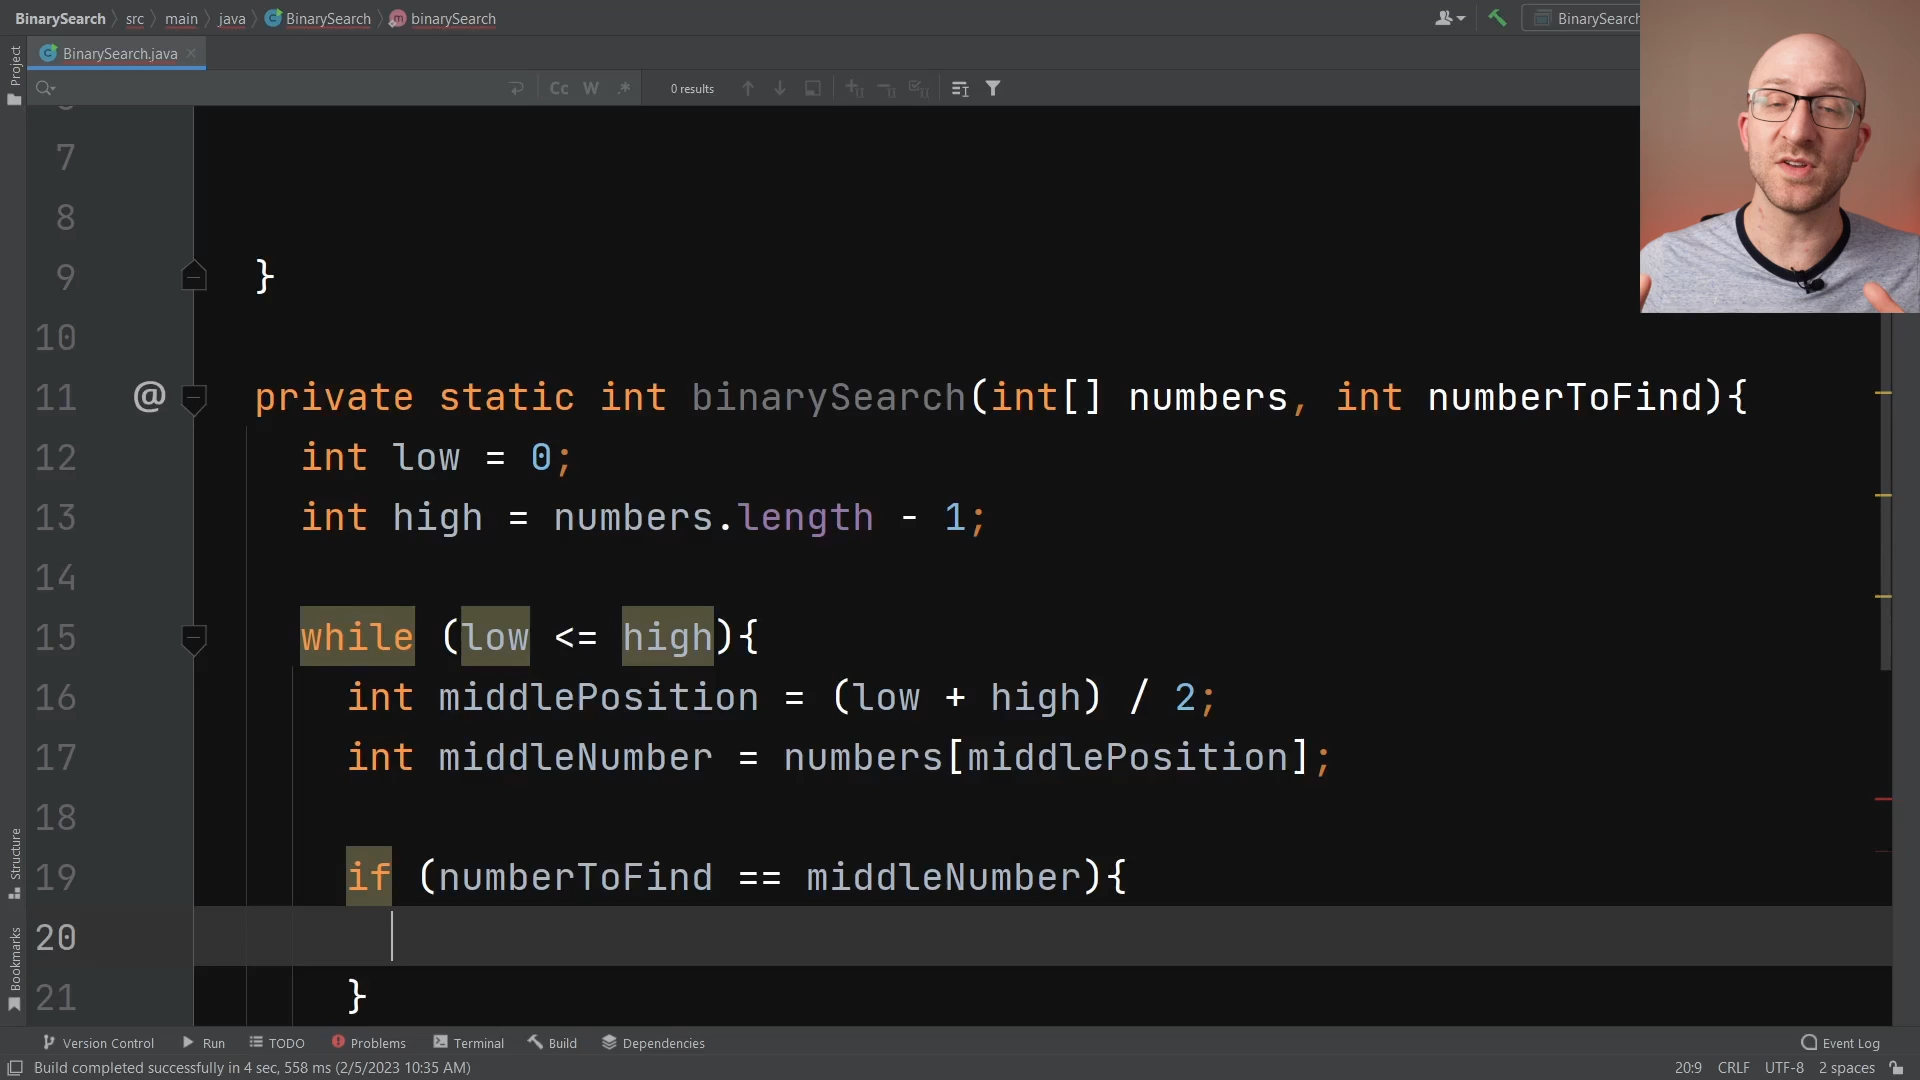 BinarySearch src main java BinarySearch binarySearch
BinarySearch
Project
BinarySearch.java
Cc W .* 0 results
7
8
9 }
10
11 @ private static int binarySearch(int[] numbers, int numberToFind){
12 int low = 0;
13 int high = numbers.length - 1;
14
15 while (low <= high){
16 int middlePosition = (low + high) / 2;
17 int middleNumber = numbers[middlePosition];
18
19 if (numberToFind == middleNumber){
20
21 }
Structure
Bookmarks
Version Control Run TODO Problems Terminal Build Dependencies Event Log
Build completed successfully in 4 sec, 558 ms (2/5/2023 10:35 AM) 20:9 CRLF UTF-8 2 spaces